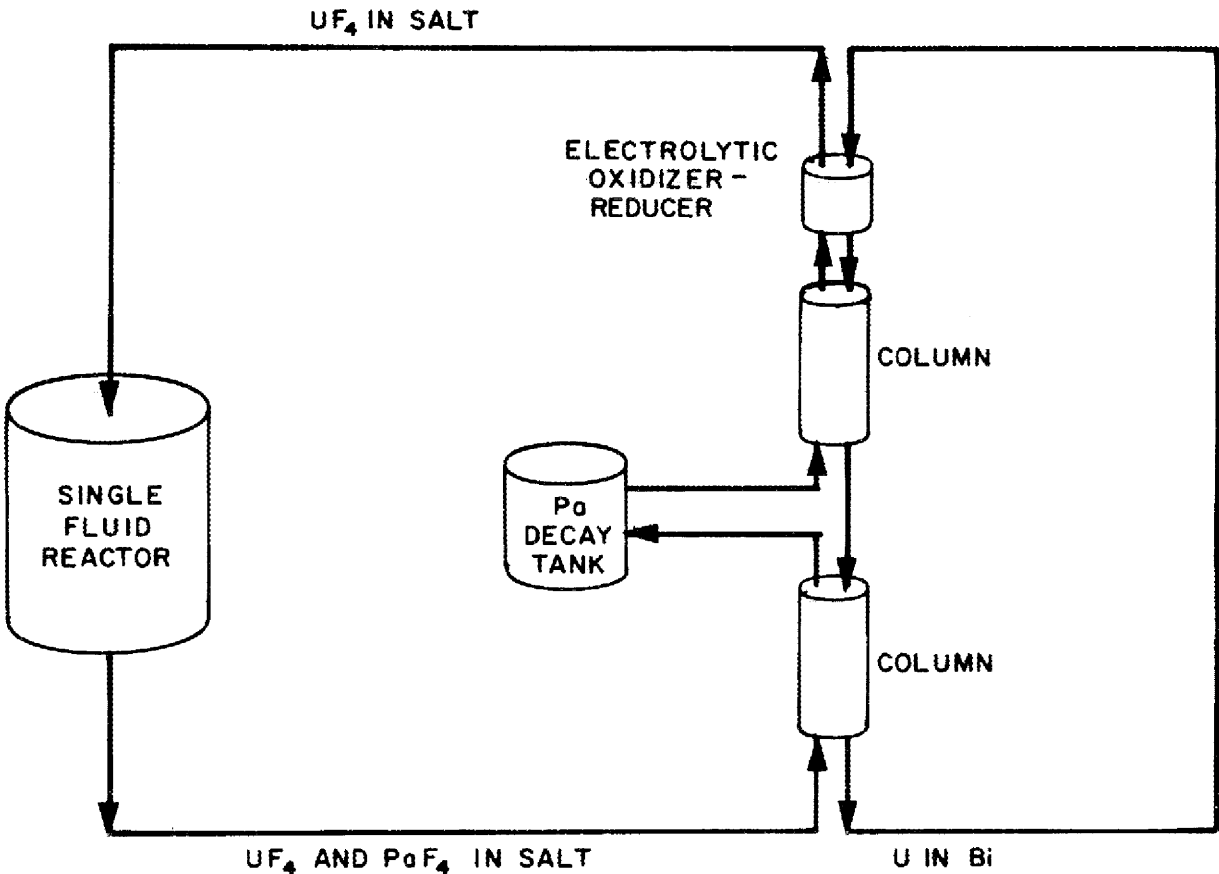 UF₄ IN SALT
ELECTROLYTIC
OXIDIZER –
REDUCER
COLUMN
SINGLE
FLUID
REACTOR
Pa
DECAY
TANK
COLUMN
UF₄ AND PaF₄ IN SALT
U IN Bi